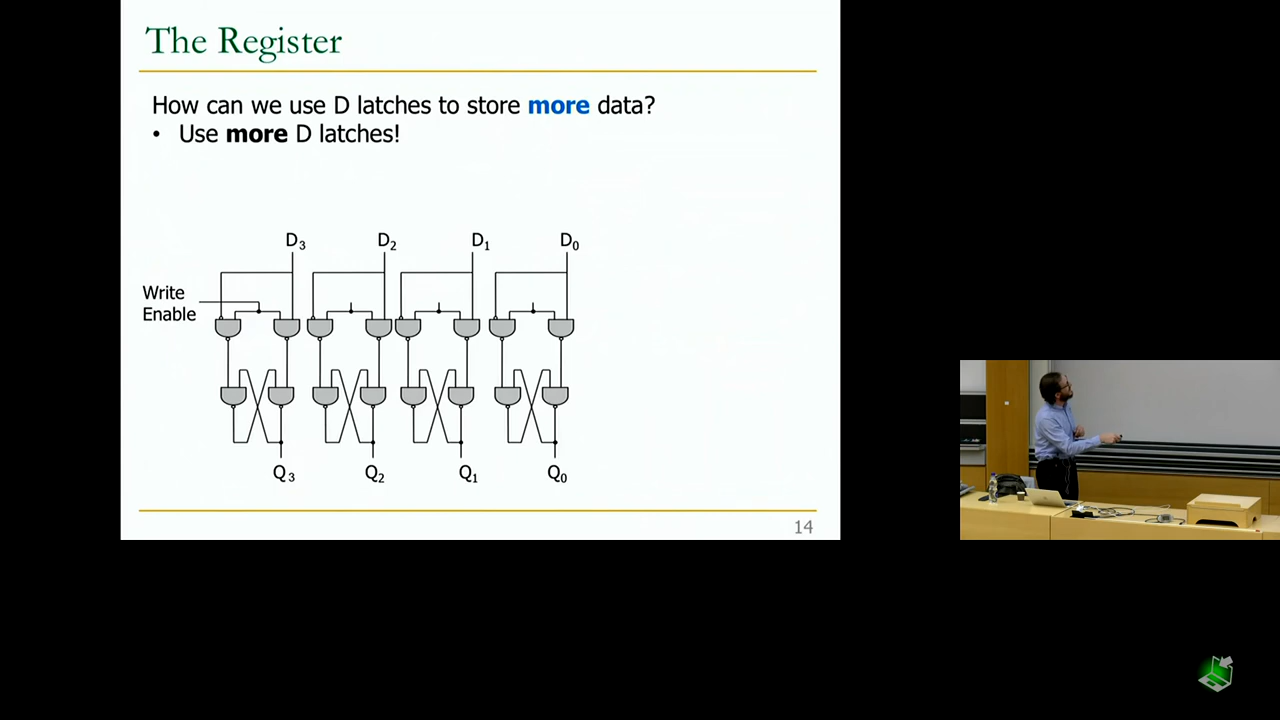 The Register
How can we use D latches to store more data?
• Use more D latches!
D3 D2 D1 D0
Write
Enable
Q3 Q2 Q1 Q0
14